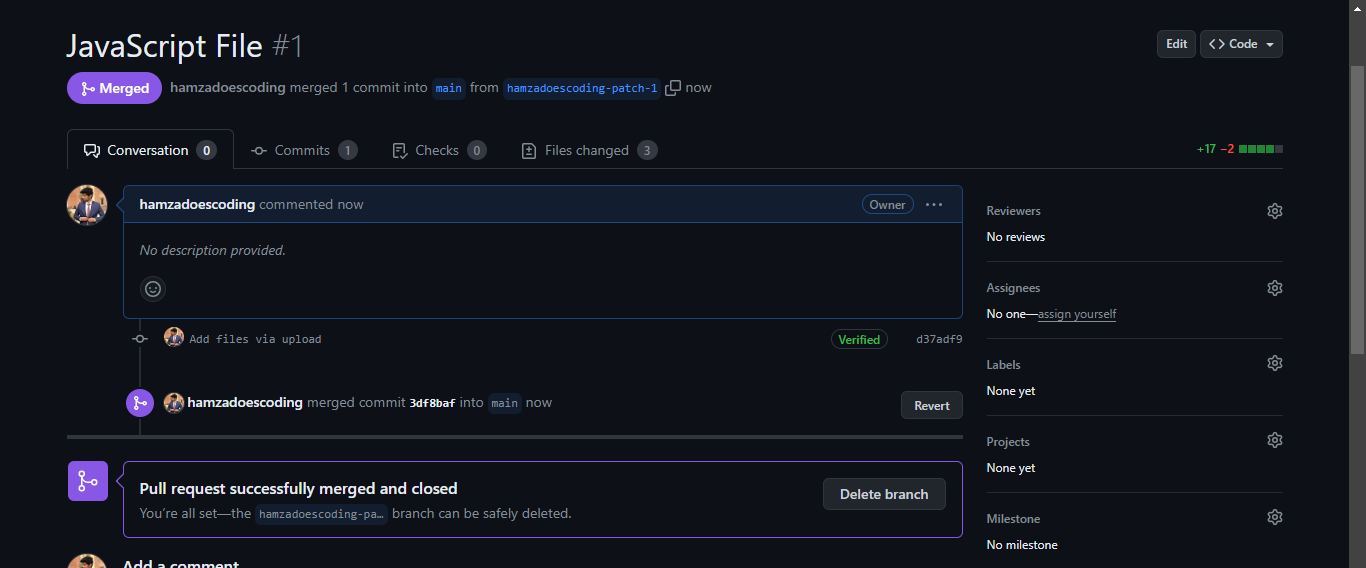 JavaScript File #1
Edit
Code
Merged
hamzadoescoding merged 1 commit into main from hamzadoescoding-patch-1 now
Conversation 0
Commits 1
Checks 0
Files changed 3
+17 −2
hamzadoescoding commented now
Owner
No description provided.
Add files via upload
Verified
d37adf9
hamzadoescoding merged commit 3df8baf into main now
Revert
Pull request successfully merged and closed
You’re all set—the hamzadoescoding-pa… branch can be safely deleted.
Delete branch
Add a comment
Reviewers
No reviews
Assignees
No one—assign yourself
Labels
None yet
Projects
None yet
Milestone
No milestone